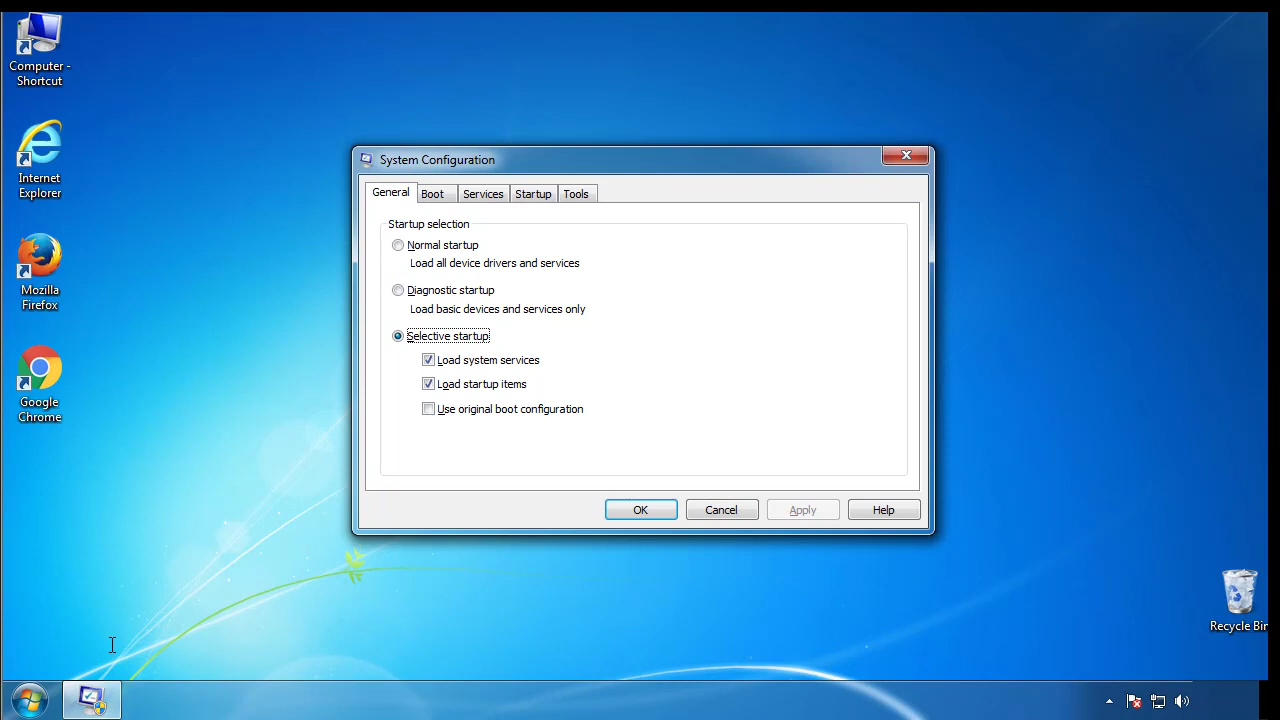 Computer -
Shortcut
Internet
Explorer
Mozilla
Firefox
Google
Chrome
System Configuration
General Boot Services Startup Tools
Startup selection
Normal startup
Load all device drivers and services
Diagnostic startup
Load basic devices and services only
Selective startup
Load system services
Load startup items
Use original boot configuration
OK Cancel Apply Help
Recycle Bin